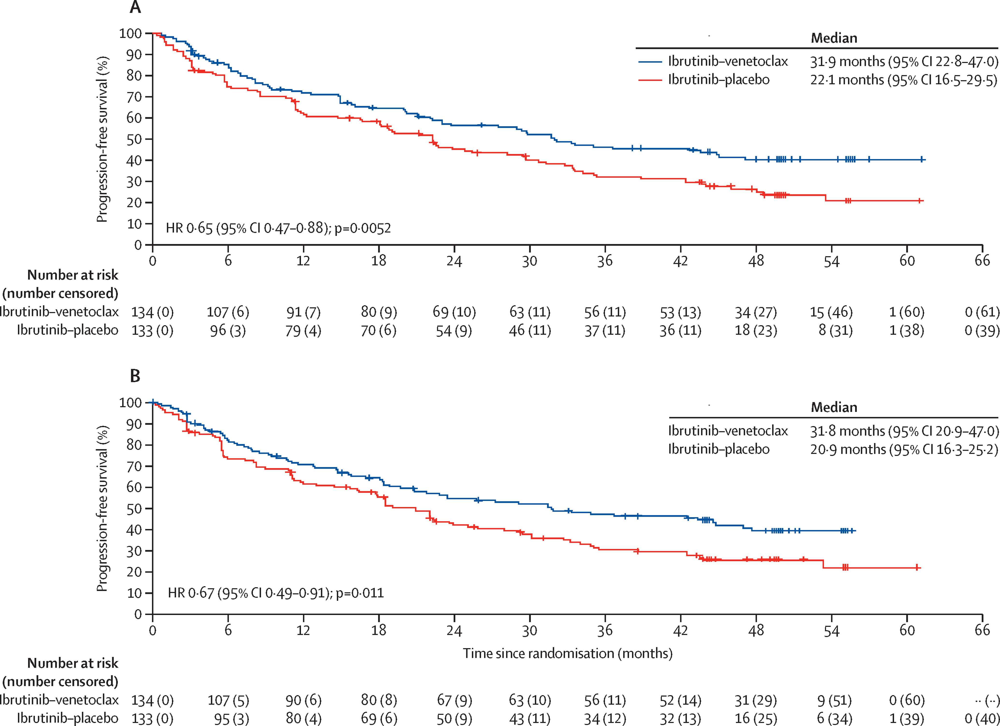 A
Median
Ibrutinib–venetoclax 31·9 months (95% CI 22·8–47·0)
Ibrutinib–placebo 22·1 months (95% CI 16·5–29·5)
Progression-free survival (%)
100
90
80
70
60
50
40
30
20
10
0
HR 0·65 (95% CI 0·47–0·88); p=0·0052
0 6 12 18 24 30 36 42 48 54 60 66
Number at risk
(number censored)
Ibrutinib–venetoclax 134 (0) 107 (6) 91 (7) 80 (9) 69 (10) 63 (11) 56 (11) 53 (13) 34 (27) 15 (46) 1 (60) 0 (61)
Ibrutinib–placebo 133 (0) 96 (3) 79 (4) 70 (6) 54 (9) 46 (11) 37 (11) 36 (11) 18 (23) 8 (31) 1 (38) 0 (39)
B
Median
Ibrutinib–venetoclax 31·8 months (95% CI 20·9–47·0)
Ibrutinib–placebo 20·9 months (95% CI 16·3–25·2)
Progression-free survival (%)
100
90
80
70
60
50
40
30
20
10
0
HR 0·67 (95% CI 0·49–0·91); p=0·011
0 6 12 18 24 30 36 42 48 54 60 66
Time since randomisation (months)
Number at risk
(number censored)
Ibrutinib–venetoclax 134 (0) 107 (5) 90 (6) 80 (8) 67 (9) 63 (10) 56 (11) 52 (14) 31 (29) 9 (51) 0 (60) ·· (··)
Ibrutinib–placebo 133 (0) 95 (3) 80 (4) 69 (6) 50 (9) 43 (11) 34 (12) 32 (13) 16 (25) 6 (34) 1 (39) 0 (40)